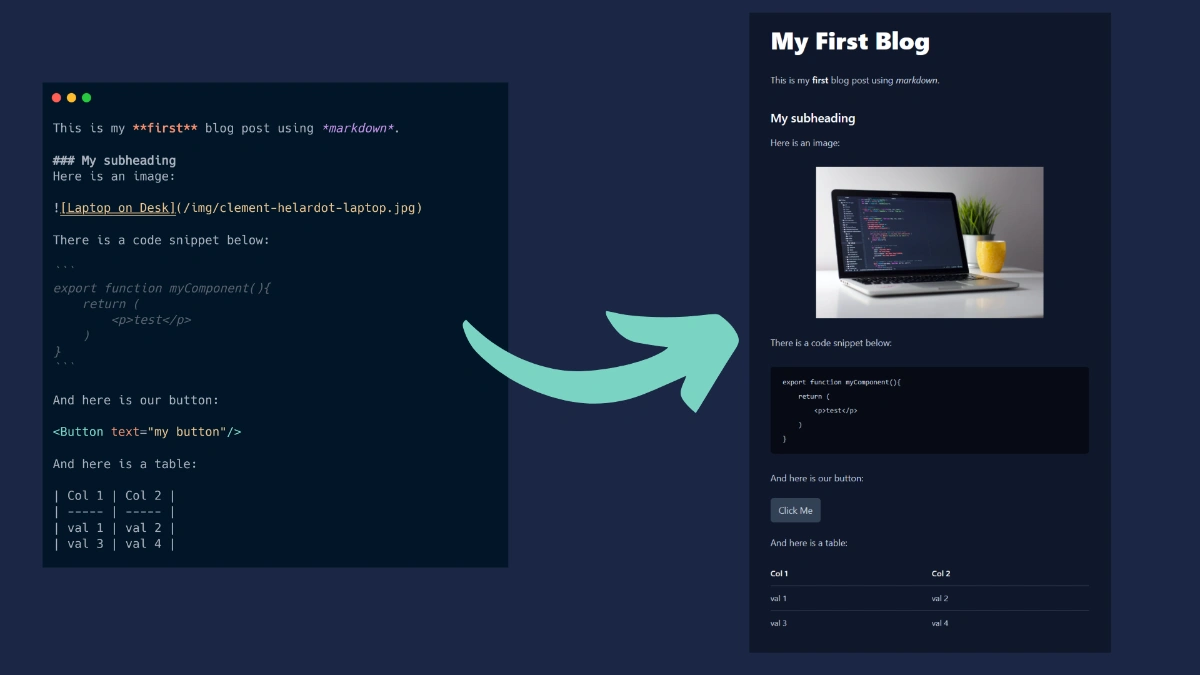 This is my **first** blog post using *markdown*.
### My subheading
Here is an image:
![Laptop on Desk](/img/clement-helardot-laptop.jpg)
There is a code snippet below:
```
export function myComponent(){
    return (
        <p>test</p>
    )
}
```
And here is our button:
<Button text="my button"/>
And here is a table:
| Col 1 | Col 2 |
| ----- | ----- |
| val 1 | val 2 |
| val 3 | val 4 |
My First Blog
This is my first blog post using markdown.
My subheading
Here is an image:
There is a code snippet below:
export function myComponent(){
    return (
        <p>test</p>
    )
}
And here is our button:
Click Me
And here is a table:
Col 1 Col 2
val 1 val 2
val 3 val 4